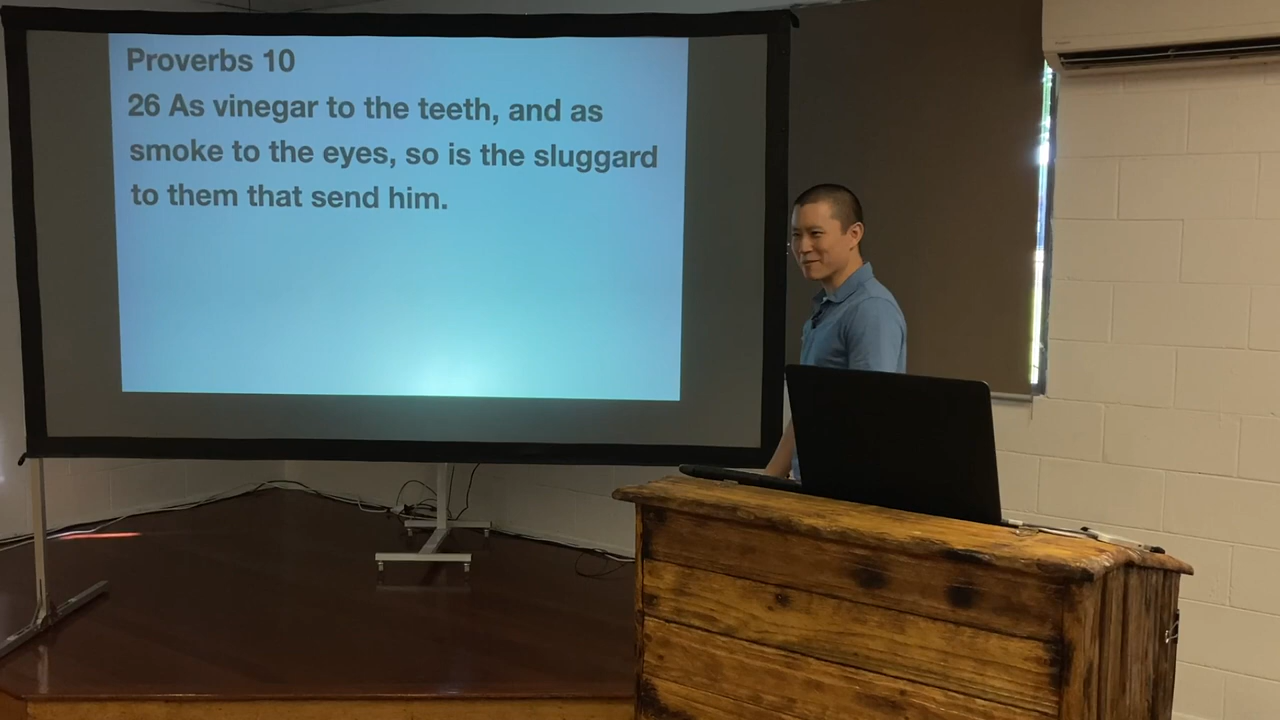 Proverbs 10
26 As vinegar to the teeth, and as
smoke to the eyes, so is the sluggard
to them that send him.